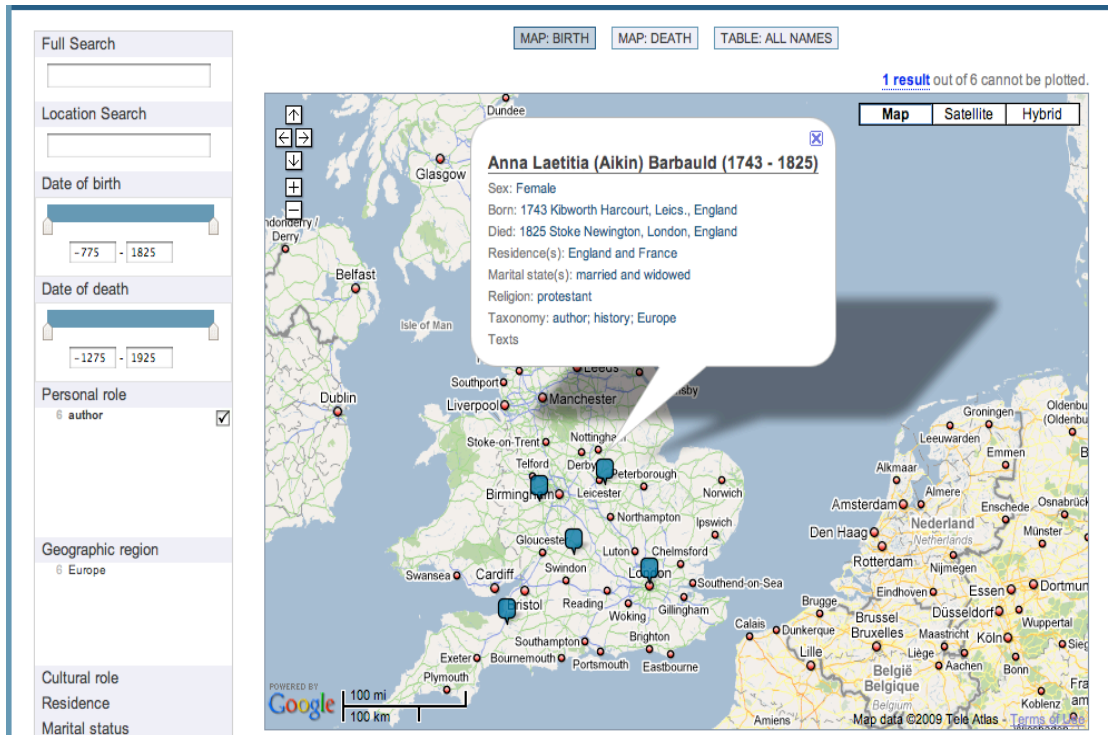 Full Search
Location Search
Date of birth
-775 - 1825
Date of death
-1275 - 1925
Personal role
6 author
Geographic region
6 Europe
Cultural role
Residence
Marital status
MAP: BIRTH MAP: DEATH TABLE: ALL NAMES
1 result out of 6 cannot be plotted.
Map Satellite Hybrid
Anna Laetitia (Aikin) Barbauld (1743 - 1825)
Sex: Female
Born: 1743 Kibworth Harcourt, Leics., England
Died: 1825 Stoke Newington, London, England
Residence(s): England and France
Marital state(s): married and widowed
Religion: protestant
Taxonomy: author; history; Europe
Texts
Dundee
Glasgow
Derry
Belfast
Isle of Man
Leeds
Southport
Dublin
Liverpool
Manchester
Groningen
Leeuwarden
Emmen
Stoke-on-Trent
Telford
Peterborough
Alkmaar
Birmingham
Leicester
Norwich
Almere
Amsterdam
Enschede
Osnabrück
Northampton
Ipswich
Den Haag
Nederland
Netherlands
Münster
Luton
Chelmsford
Rotterdam
Nijmegen
Swansea
Cardiff
Swindon
London
Southend-on-Sea
Eindhoven
Essen
Bristol
Reading
Woking
Gillingham
Brugge
Düsseldorf
Wuppertal
Calais
Dunkerque
Brussel
Bruxelles
Maastricht
Köln
Southampton
Brighton
Exeter
Bournemouth
Portsmouth
Eastbourne
Lille
Liège
Aachen
Bonn
Plymouth
België
Belgique
Belgium
Koblenz
Amiens
POWERED BY
Google
100 mi
100 km
Map data ©2009 Tele Atlas - Terms of Use